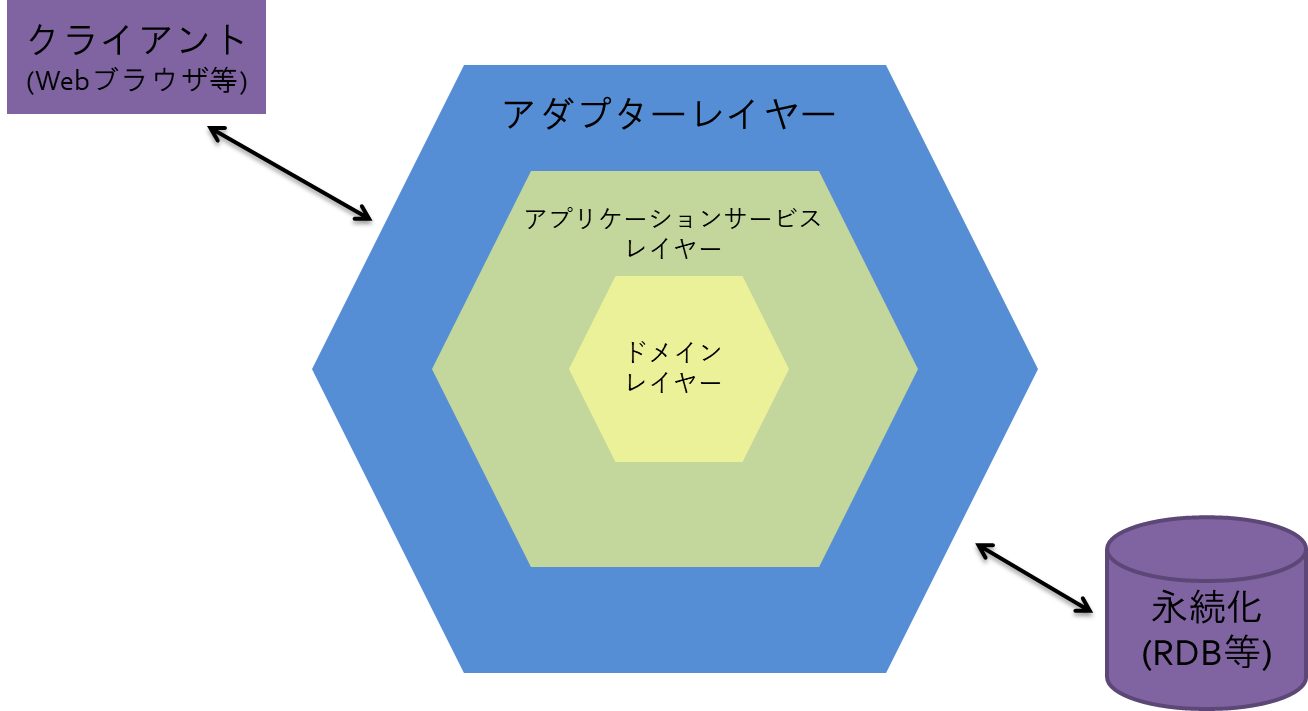 クライアント
(Webブラウザ等)
アダプターレイヤー
アプリケーションサービス
レイヤー
ドメイン
レイヤー
永続化
(RDB等)